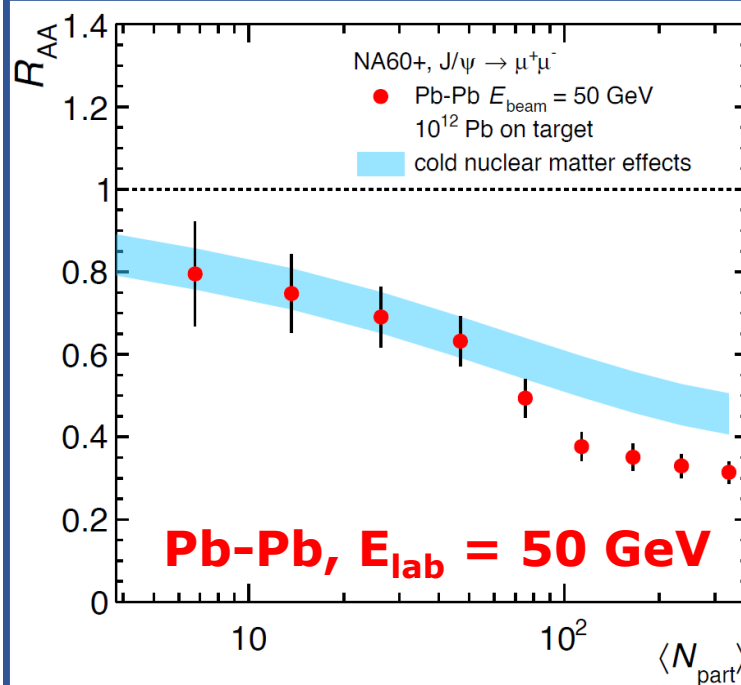 R_AA
1.4
1.2
1
0.8
0.6
0.4
0.2
0
NA60+, J/ψ → μ⁺μ⁻
Pb-Pb E_beam = 50 GeV
10¹² Pb on target
cold nuclear matter effects
Pb-Pb, E_lab = 50 GeV
10
10²
⟨N_part⟩